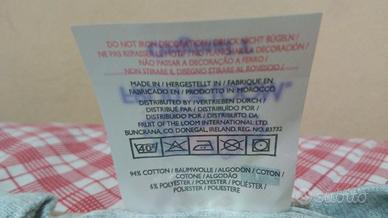 DO NOT IRON DECORATION / DRUCK NICHT BÜGELN /
NE PAS REPASSER LE MOTIF / NO PLANCHAR LA DECORACIÓN /
NÃO PASSAR A DECORAÇÃO A FERRO /
NON STIRARE IL DISEGNO STIRARE AL ROVESCIO /
MADE IN / HERGESTELLT IN / FABRIQUE EN
FABRICADO EN / PRODOTTO IN MOROCCO
DISTRIBUTED BY / VERTRIEBEN DURCH /
DISTRIBUÉ PAR / DISTRIBUIDO POR /
DISTRIBUÍDO POR / DISTRIBUITO DA
FRUIT OF THE LOOM INTERNATIONAL LTD.
BUNCRANA, CO. DONEGAL, IRELAND. REG. NO. 83732
40°
94% COTTON / BAUMWOLLE / ALGODON / COTON /
COTONE / ALGODÃO
6% POLYESTER / POLYESTER / POLIÉSTER /
POLYESTER / POLIESTERE
subito